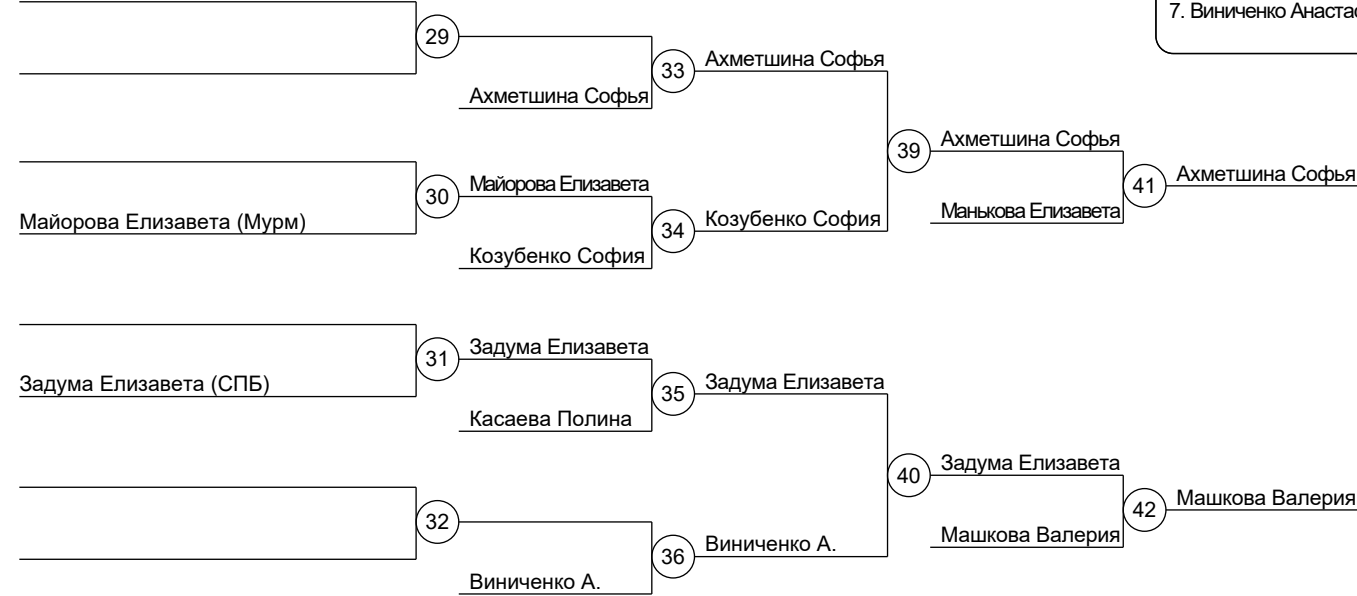 7. Виниченко Анастас
29
33
Ахметшина Софья
Ахметшина Софья
39
Ахметшина Софья
41
Ахметшина Софья
30
Майорова Елизавета
Майорова Елизавета (Мурм)
34
Козубенко София
Манькова Елизавета
Козубенко София
31
Задума Елизавета
Задума Елизавета (СПБ)
35
Задума Елизавета
Касаева Полина
40
Задума Елизавета
42
Машкова Валерия
32
Машкова Валерия
36
Виниченко А.
Виниченко А.